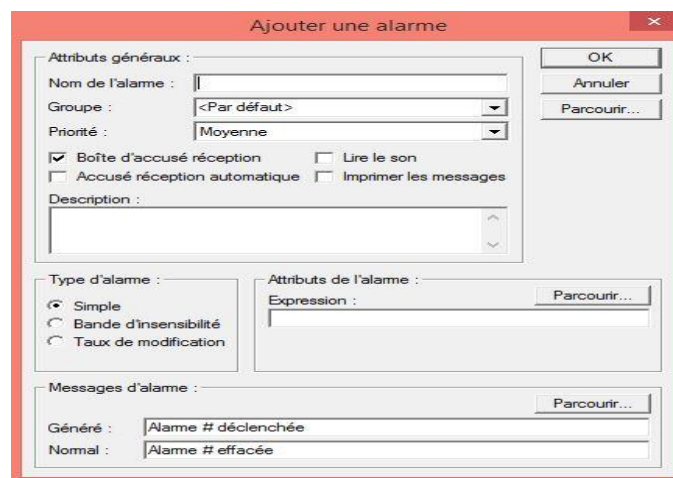 Ajouter une alarme
Attributs généraux :
OK
Nom de l'alarme :
Annuler
Groupe : <Par défaut>
Parcourir...
Priorité : Moyenne
Boîte d'accusé réception
Lire le son
Accusé réception automatique
Imprimer les messages
Description :
Type d'alarme :
Simple
Bande d'insensibilité
Taux de modification
Attributs de l'alarme :
Expression :
Parcourir...
Messages d'alarme :
Parcourir...
Généré : Alarme # déclenchée
Normal : Alarme # effacée